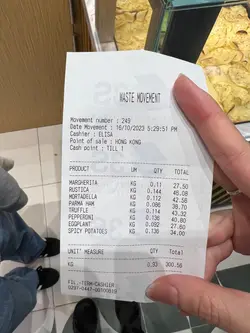 WASTE MOVEMENT
Movement number : 249
Date Movement : 16/10/2023 5:29:51 PM
Cashier : ELISA
Point of sale : HONG KONG
Cash point : TILL 1
PRODUCT UM QTY TOTAL
MARGHERITA KG 0.11 27.50
RUSTICA KG 0.144 46.08
MORTADELLA KG 0.112 42.56
PARMA HAM KG 0.086 38.70
TRUFFLE KG 0.114 43.32
PEPPERONI KG 0.136 40.80
EGGPLANT KG 0.092 27.60
SPICY POTATO(S) KG 0.136 34.00
UNIT MEASURE QTY TOTAL
KG 0.93 300.56